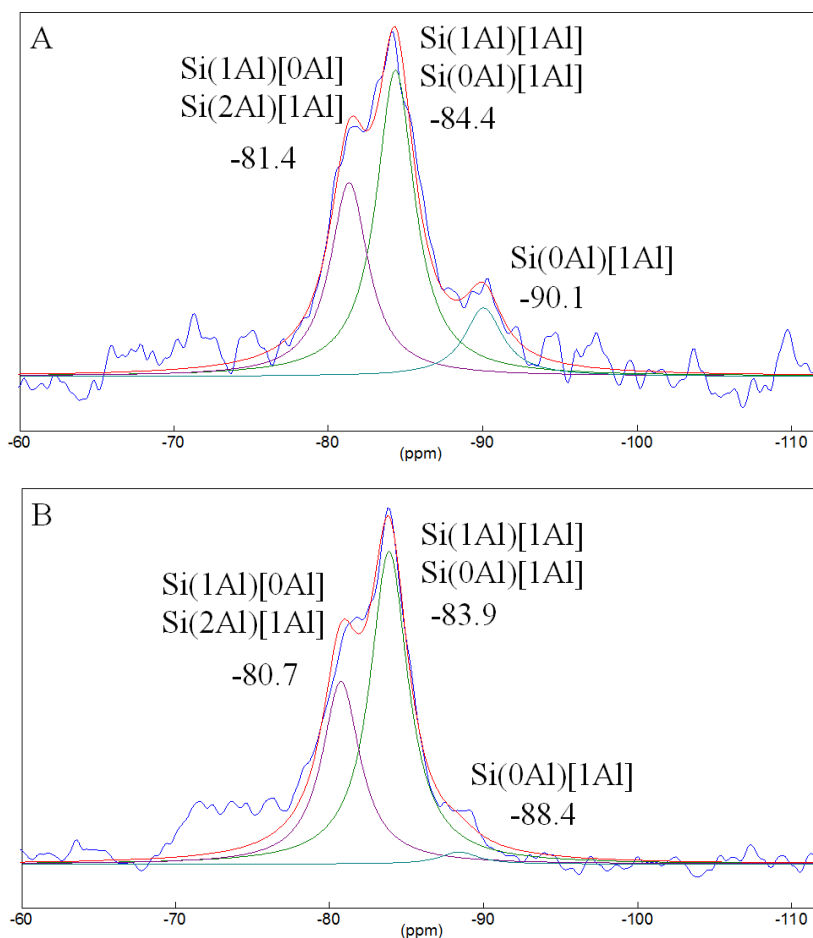 A
Si(1Al)[1Al]
Si(1Al)[0Al]
Si(0Al)[1Al]
Si(2Al)[1Al]
-84.4
-81.4
Si(0Al)[1Al]
-90.1
-60 -70 -80 -90 -100 -110
(ppm)
B
Si(1Al)[1Al]
Si(1Al)[0Al]
Si(0Al)[1Al]
Si(2Al)[1Al]
-83.9
-80.7
Si(0Al)[1Al]
-88.4
-60 -70 -80 -90 -100 -110
(ppm)